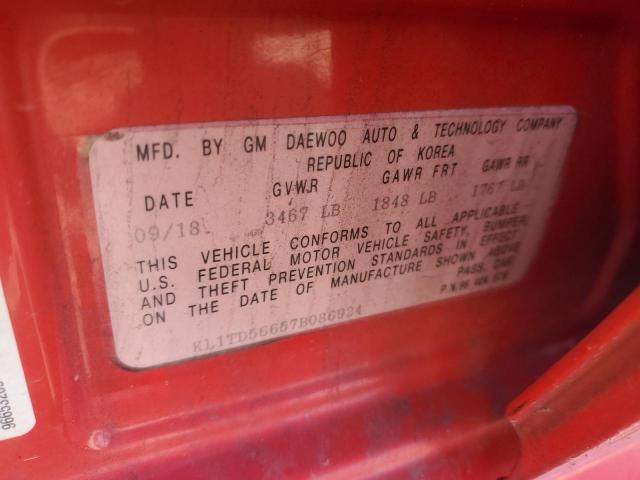 MFD. BY GM DAEWOO AUTO & TECHNOLOGY COMPANY
REPUBLIC OF KOREA
DATE GVWR GAWR FRT GAWR RR
09/18 3467 LB 1848 LB 1767 LB
THIS VEHICLE CONFORMS TO ALL APPLICABLE
U.S. FEDERAL MOTOR VEHICLE SAFETY, BUMPER,
AND THEFT PREVENTION STANDARDS IN EFFECT
ON THE DATE OF MANUFACTURE SHOWN ABOVE
PASS. CAR
KL1TD56657B086924